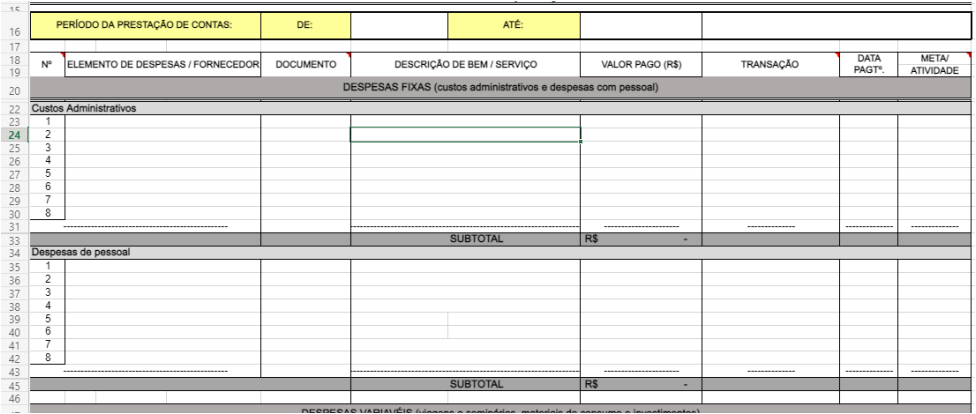 15
16 PERÍODO DA PRESTAÇÃO DE CONTAS: DE: ATÉ:
17
18 Nº ELEMENTO DE DESPESAS / FORNECEDOR DOCUMENTO DESCRIÇÃO DE BEM / SERVIÇO VALOR PAGO (R$) TRANSAÇÃO DATA META/
19 PAGTº. ATIVIDADE
20 DESPESAS FIXAS (custos administrativos e despesas com pessoal)
22 Custos Administrativos
23 1
24 2
25 3
26 4
27 5
28 6
29 7
30 8
31 ---------------------------------------- ---------------------------------------- ------------------- ------------ ------------ ------------
33 SUBTOTAL R$ -
34 Despesas de pessoal
35 1
36 2
37 3
38 4
39 5
40 6
41 7
42 8
43 ---------------------------------------- ---------------------------------------- ------------------- ------------ ------------ ------------
45 SUBTOTAL R$ -
46
DESPESAS VARIAVÉIS (viagens e seminários, materiais de consumo e investimentos)